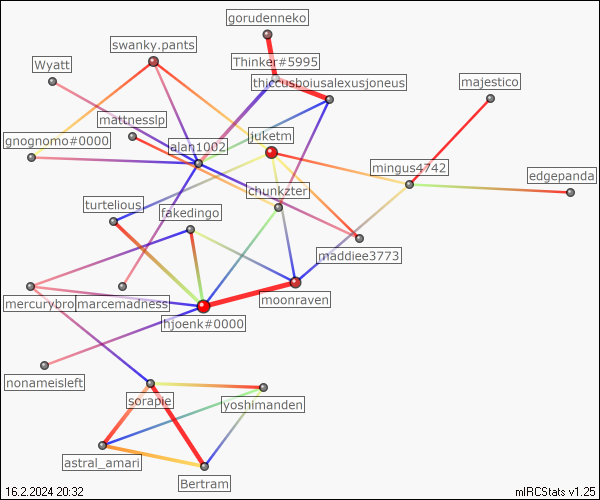 gorudenneko
swanky.pants
Wyatt
Thinker#5995
thiccusboiusalexusjoneus
majestico
mattnesslp
gnognomo#0000
alan1002
juketm
mingus4742
edgepanda
chunkzter
turtelious
fakedingo
maddiee3773
mercurybro
marcenadness
moonraven
hjoenk#0000
nonameisleft
sorapie
yoshimanden
astral_amari
Bertram
16.2.2024 20:32
mIRCStats v1.25